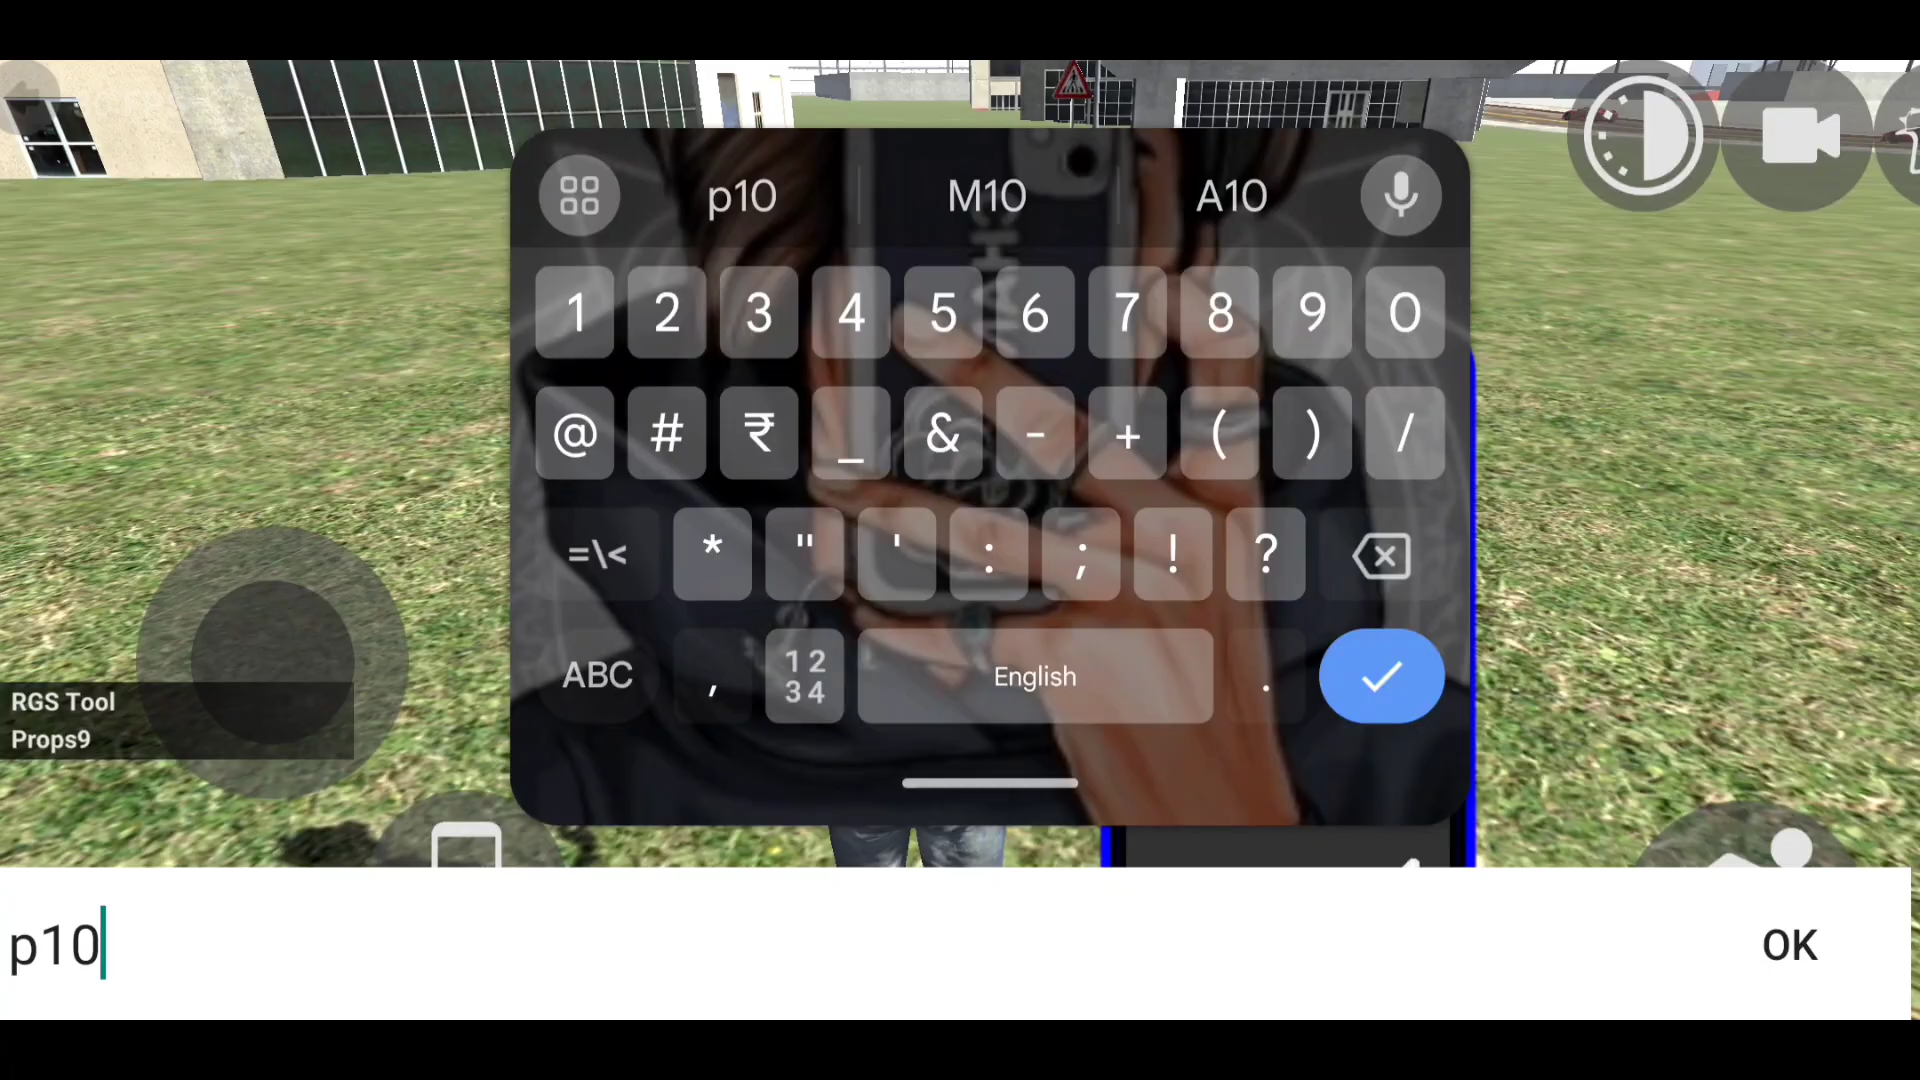 p10 M10 A10
1 2 3 4 5 6 7 8 9 0
@ # ₹ _ & - + ( ) /
=\< * " ' : ; ! ?
ABC , 12 34 English .
RGS Tool
Props9
p10 OK